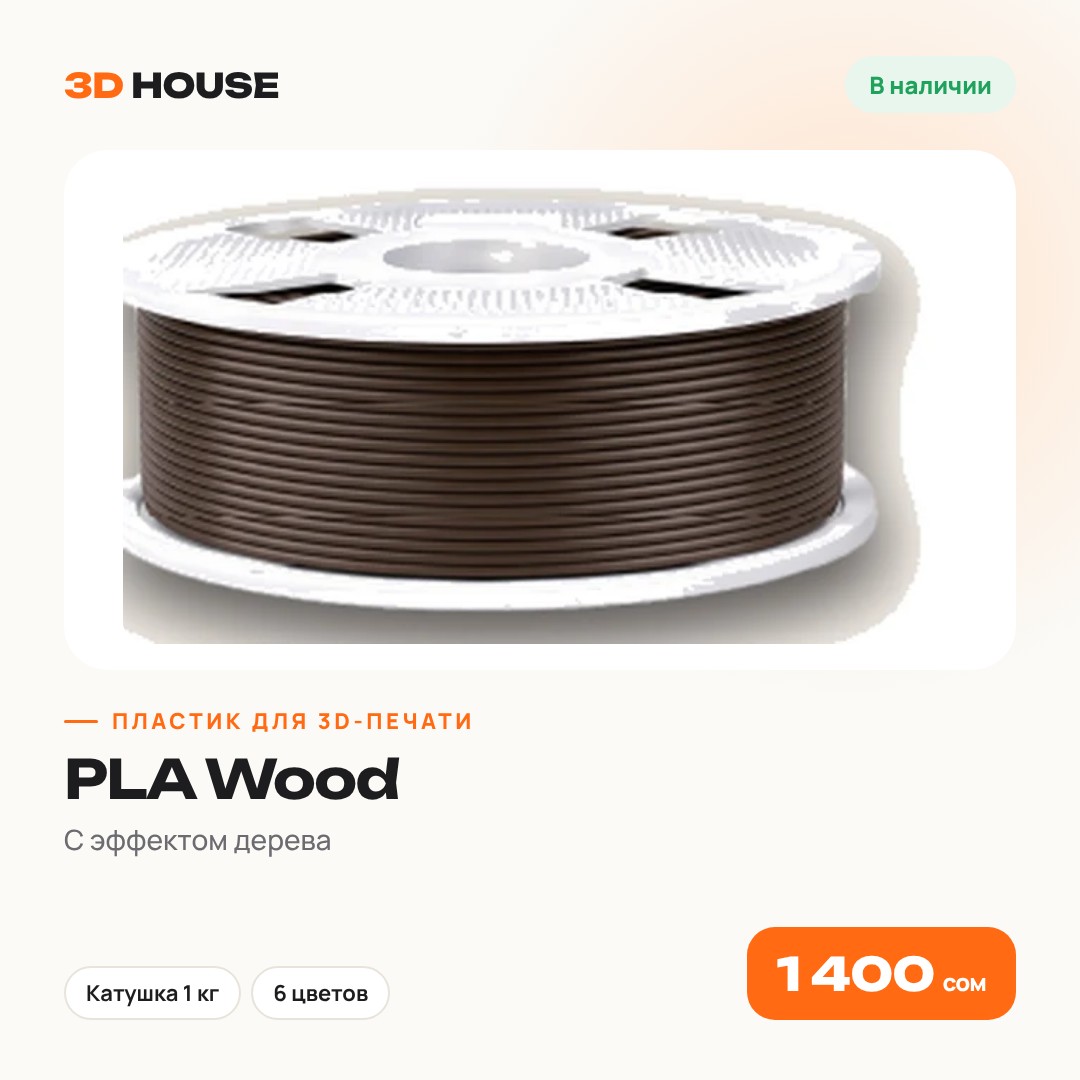 3D HOUSE
В наличии
ПЛАСТИК ДЛЯ 3D-ПЕЧАТИ
PLA Wood
С эффектом дерева
Катушка 1 кг
6 цветов
1 400 сом